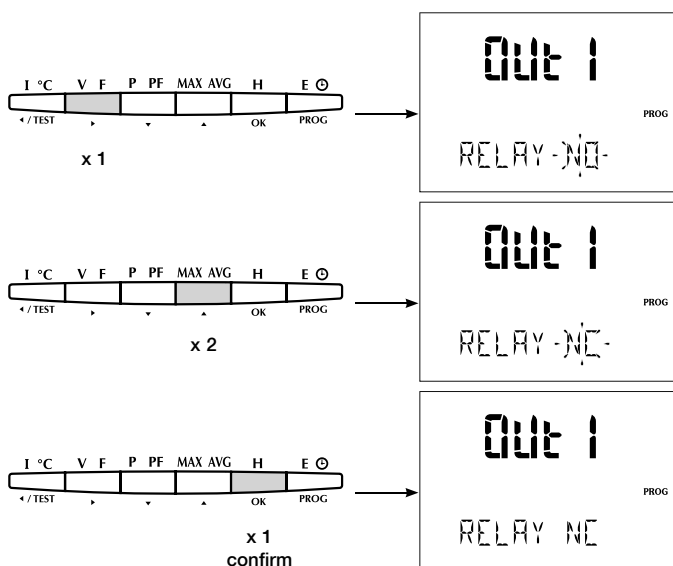 Out 1
I °C V F P PF MAX AVG H E
/TEST OK PROG
PROG
x 1
RELAY NO
Out 1
I °C V F P PF MAX AVG H E
/TEST OK PROG
PROG
x 2
RELAY NC
Out 1
I °C V F P PF MAX AVG H E
/TEST OK PROG
PROG
x 1
confirm
RELAY NC